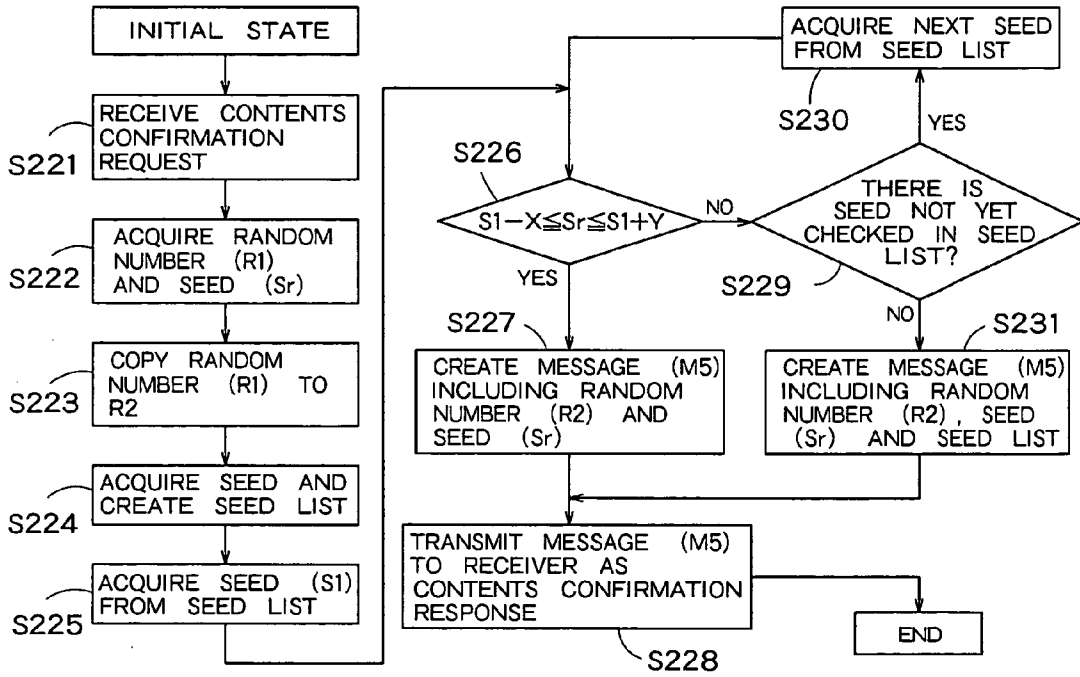 INITIAL STATE
RECEIVE CONTENTS
CONFIRMATION
REQUEST
S221
ACQUIRE RANDOM
NUMBER (R1)
AND SEED (Sr)
S222
COPY RANDOM
NUMBER (R1) TO
R2
S223
ACQUIRE SEED AND
CREATE SEED LIST
S224
ACQUIRE SEED (S1)
FROM SEED LIST
S225
ACQUIRE NEXT SEED
FROM SEED LIST
S230
YES
S226
S1-X≦Sr≦S1+Y
NO
THERE IS
SEED NOT YET
CHECKED IN SEED
LIST?
S229
YES
NO
S227
CREATE MESSAGE (M5)
INCLUDING RANDOM
NUMBER (R2) AND
SEED (Sr)
S231
CREATE MESSAGE (M5)
INCLUDING RANDOM
NUMBER (R2), SEED
(Sr) AND SEED LIST
TRANSMIT MESSAGE (M5)
TO RECEIVER AS
CONTENTS CONFIRMATION
RESPONSE
S228
END